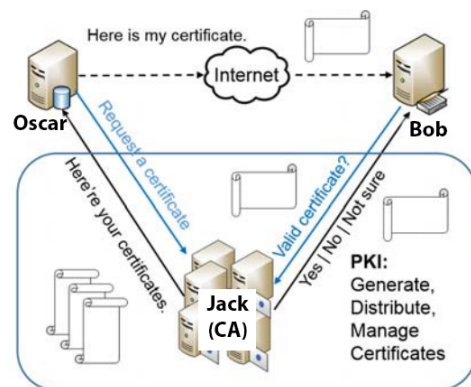 Here is my certificate.
Internet
Oscar
Bob
Request a certificate
Here're your certificates.
Valid certificate?
Yes | No | Not sure
Jack
(CA)
PKI:
Generate,
Distribute,
Manage
Certificates